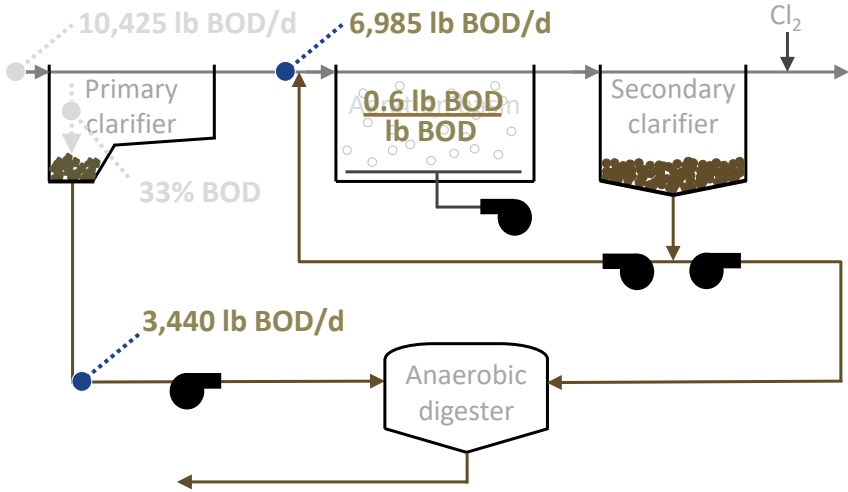 10,425 lb BOD/d
6,985 lb BOD/d
Cl₂
Primary
clarifier
0.6 lb BOD
lb BOD
Secondary
clarifier
33% BOD
3,440 lb BOD/d
Anaerobic
digester